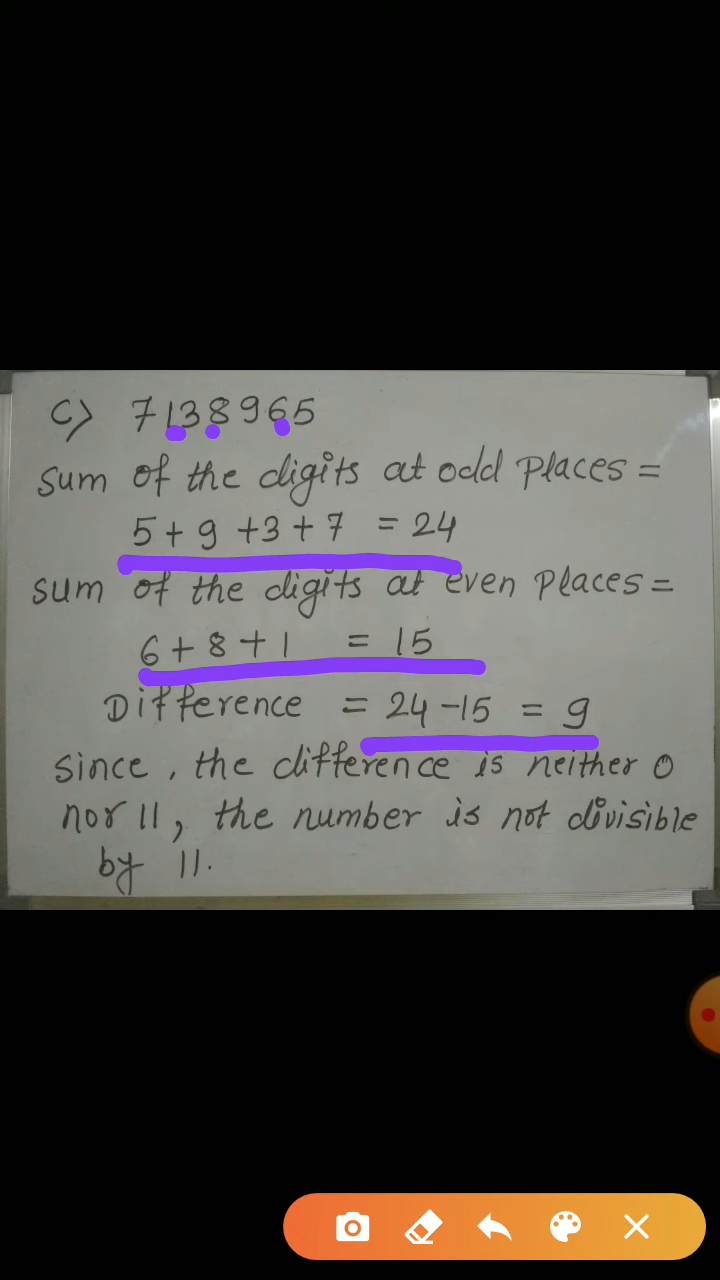 C> 7138965
Sum of the digits at odd Places =
5 + 9 + 3 + 7 = 24
Sum of the digits at even Places =
6 + 8 + 1 = 15
Difference = 24 - 15 = 9
Since, the difference is neither 0
nor 11, the number is not divisible
by 11.